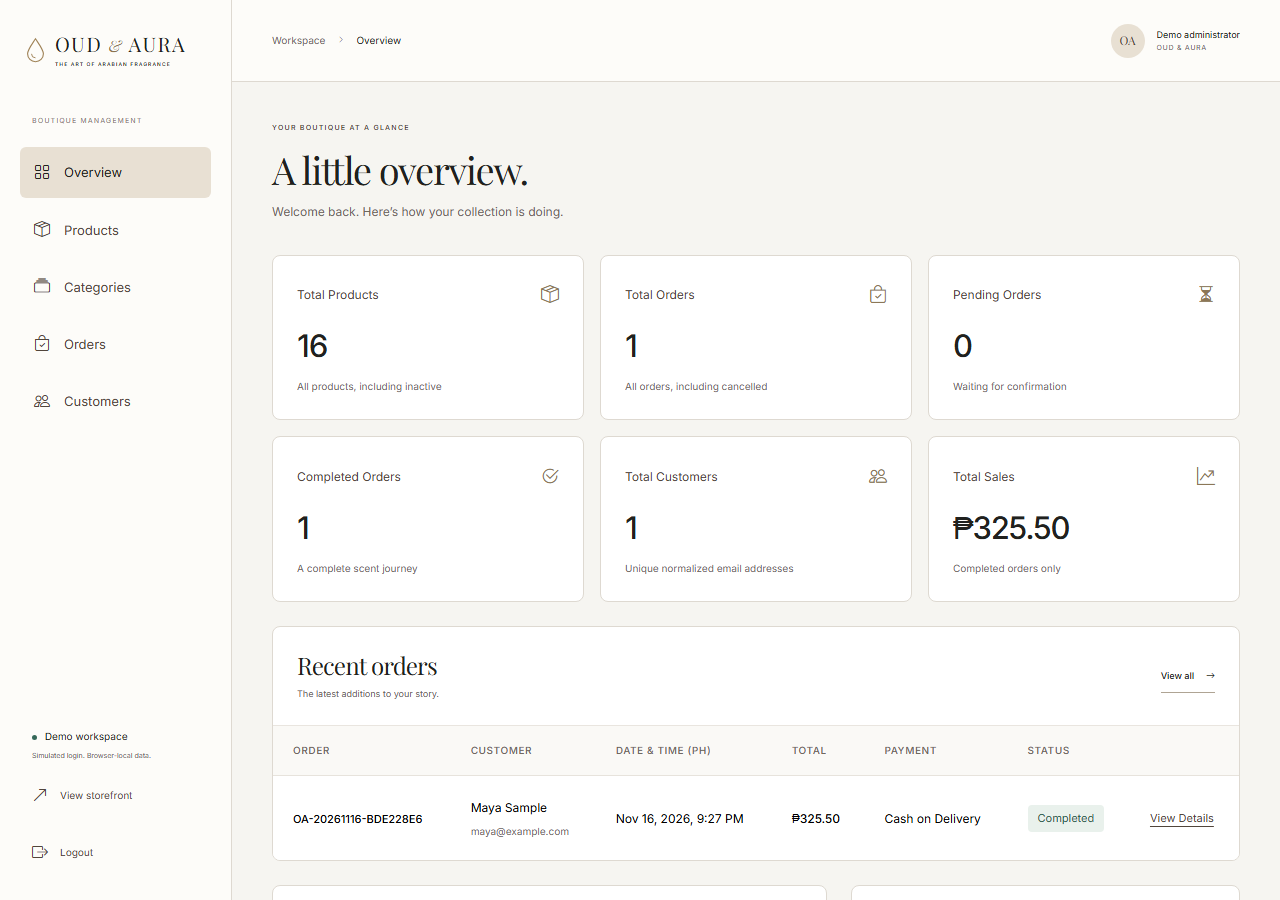 OUD & AURA
THE ART OF ARABIAN FRAGRANCE
BOUTIQUE MANAGEMENT
Overview
Products
Categories
Orders
Customers
Demo workspace
Simulated login. Browser-local data.
View storefront
Logout
Workspace Overview
OA
Demo administrator
OUD & AURA
YOUR BOUTIQUE AT A GLANCE
A little overview.
Welcome back. Here’s how your collection is doing.
Total Products
16
All products, including inactive
Total Orders
1
All orders, including cancelled
Pending Orders
0
Waiting for confirmation
Completed Orders
1
A complete scent journey
Total Customers
1
Unique normalized email addresses
Total Sales
₱325.50
Completed orders only
Recent orders
The latest additions to your story.
View all →
ORDER CUSTOMER DATE & TIME (PH) TOTAL PAYMENT STATUS
OA-20261116-BDE228E6 Maya Sample Nov 16, 2026, 9:27 PM ₱325.50 Cash on Delivery Completed View Details
maya@example.com